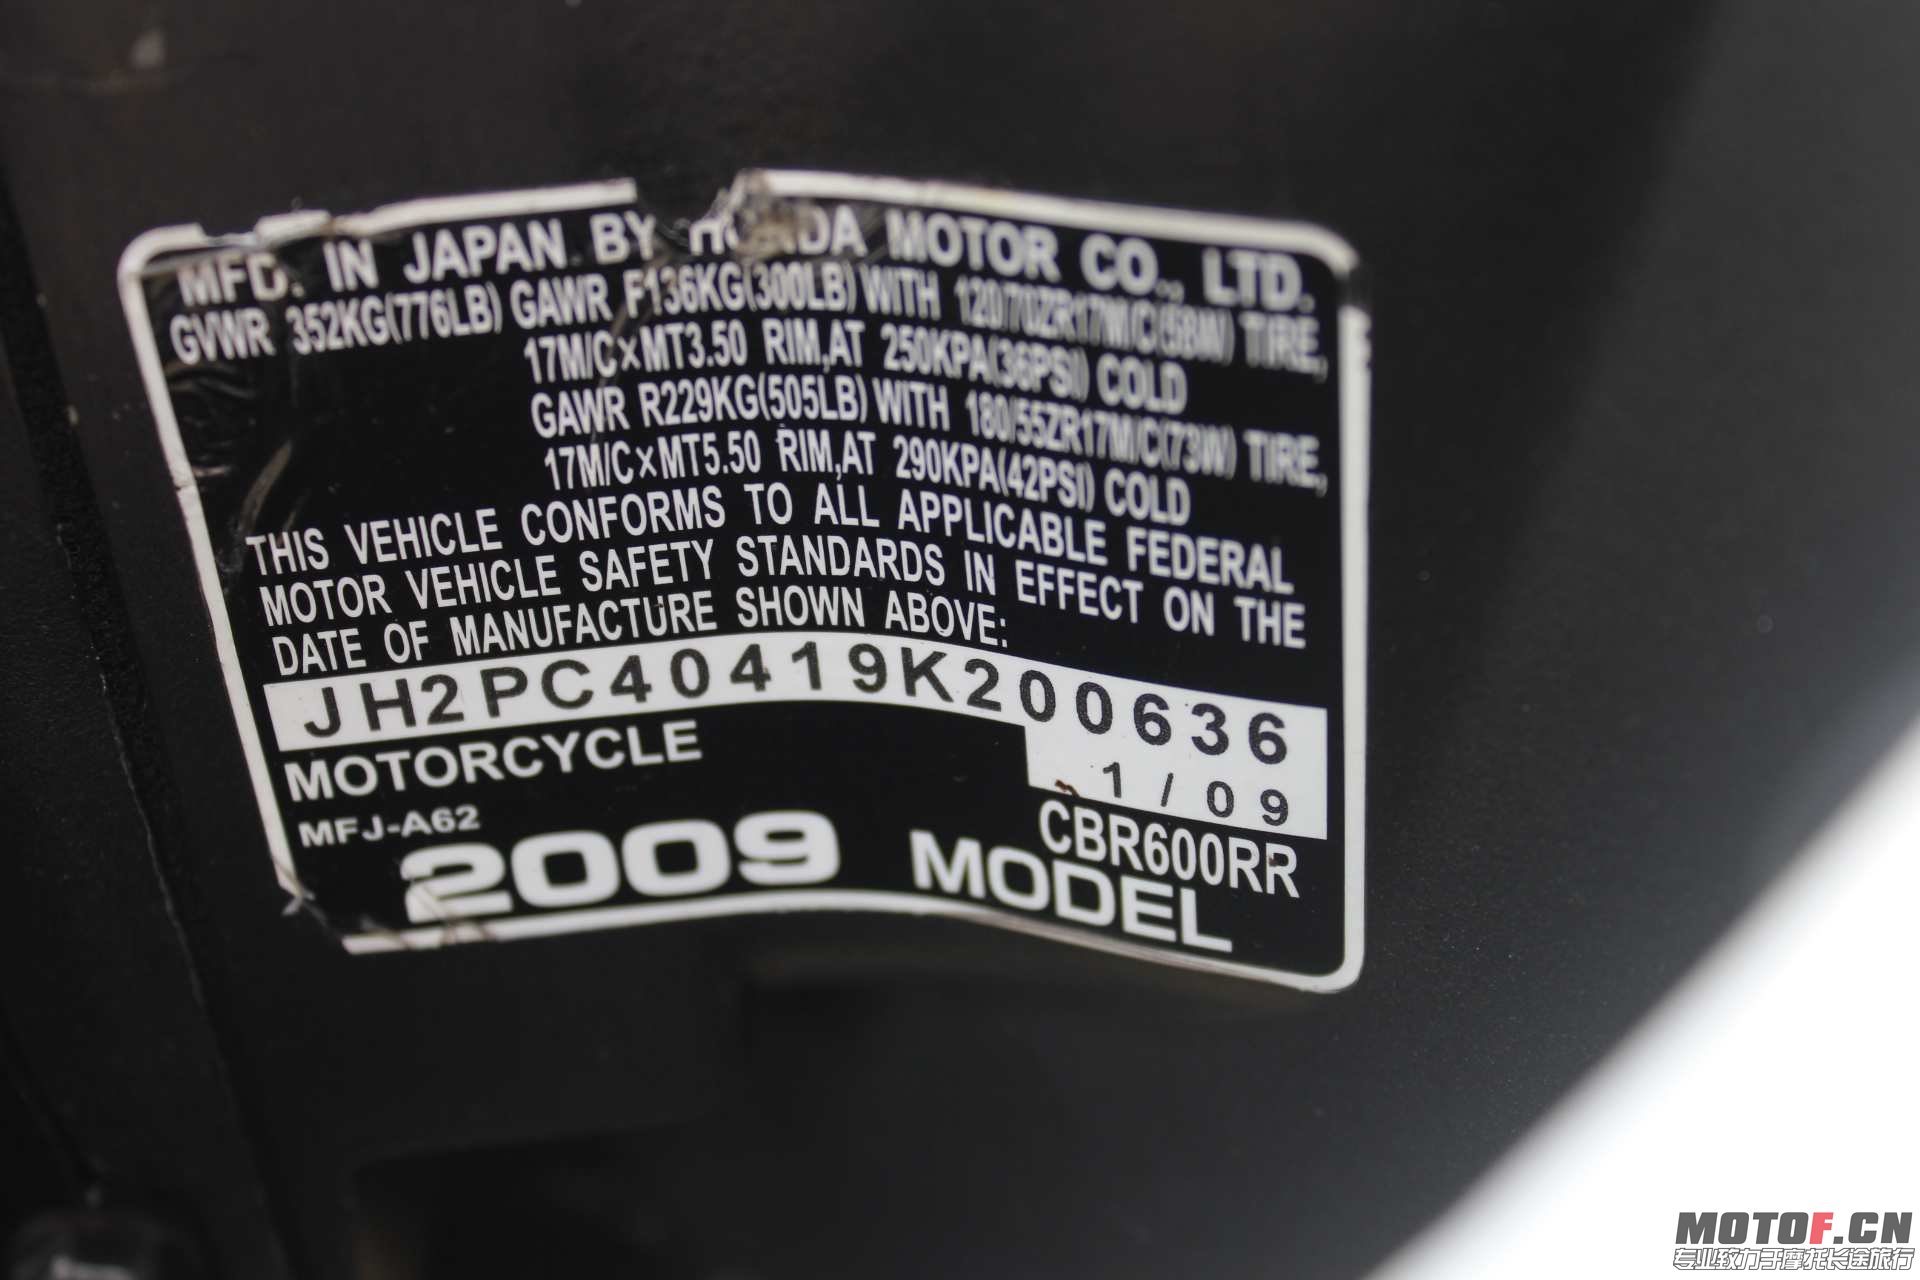 MFD. IN JAPAN BY HONDA MOTOR CO., LTD.
GVWR 352KG(776LB) GAWR F136KG(300LB) WITH 120/70ZR17M/C(58W) TIRE,
17M/C×MT3.50 RIM,AT 250KPA(36PSI) COLD
GAWR R229KG(505LB) WITH 180/55ZR17M/C(73W) TIRE,
17M/C×MT5.50 RIM,AT 290KPA(42PSI) COLD
THIS VEHICLE CONFORMS TO ALL APPLICABLE FEDERAL
MOTOR VEHICLE SAFETY STANDARDS IN EFFECT ON THE
DATE OF MANUFACTURE SHOWN ABOVE:
JH2PC40419K200636
MOTORCYCLE
1/09
MFJ-A62
CBR600RR
2009 MODEL
MOTOF.CN
专业致力于摩托长途旅行